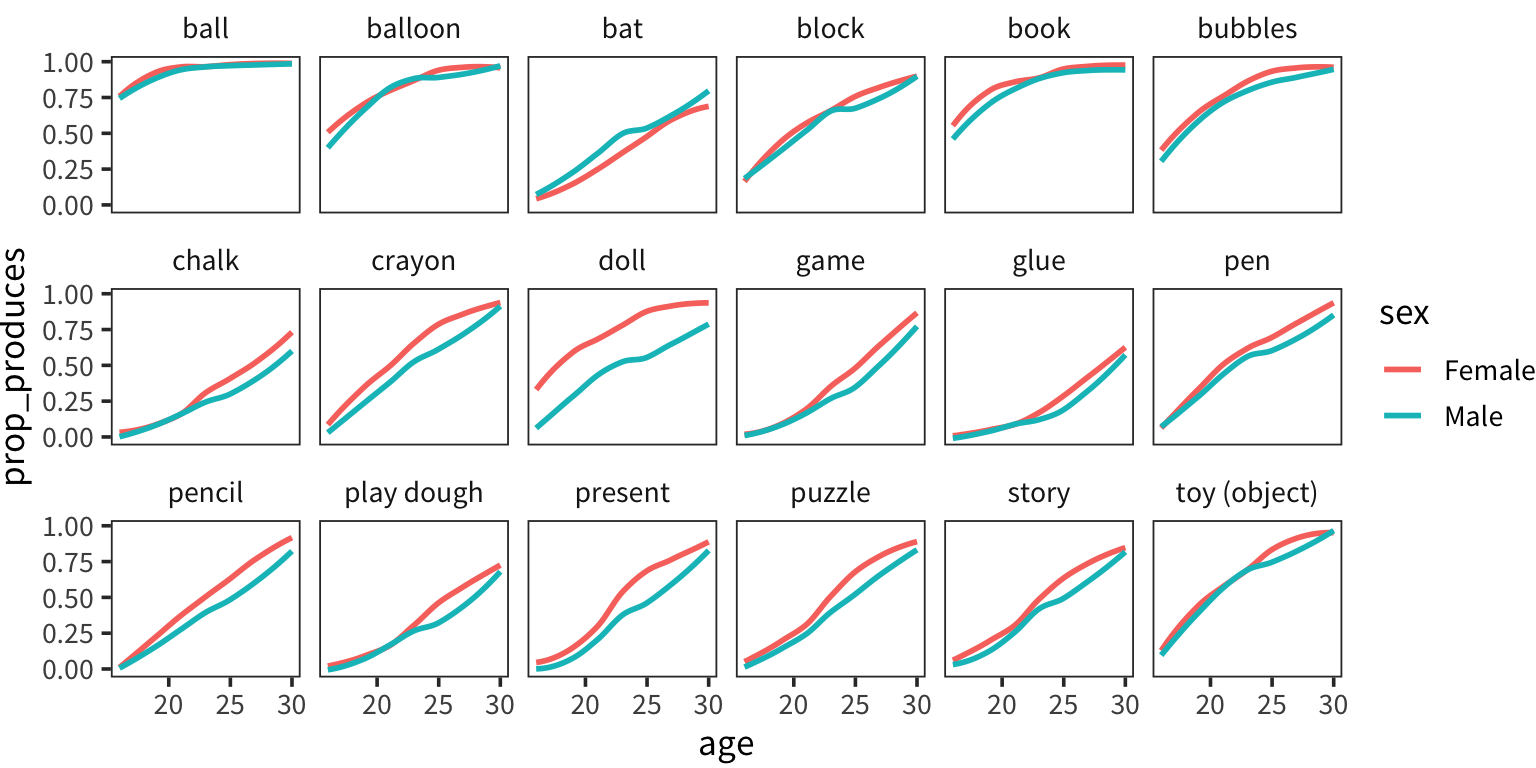 ball balloon bat block book bubbles
1.00
0.75
0.50
0.25
0.00
chalk crayon doll game glue pen
1.00
0.75
0.50
0.25
0.00
pencil play dough present puzzle story toy (object)
1.00
0.75
0.50
0.25
0.00
20 25 30 20 25 30 20 25 30 20 25 30 20 25 30 20 25 30
age
prop_produces
sex
Female
Male